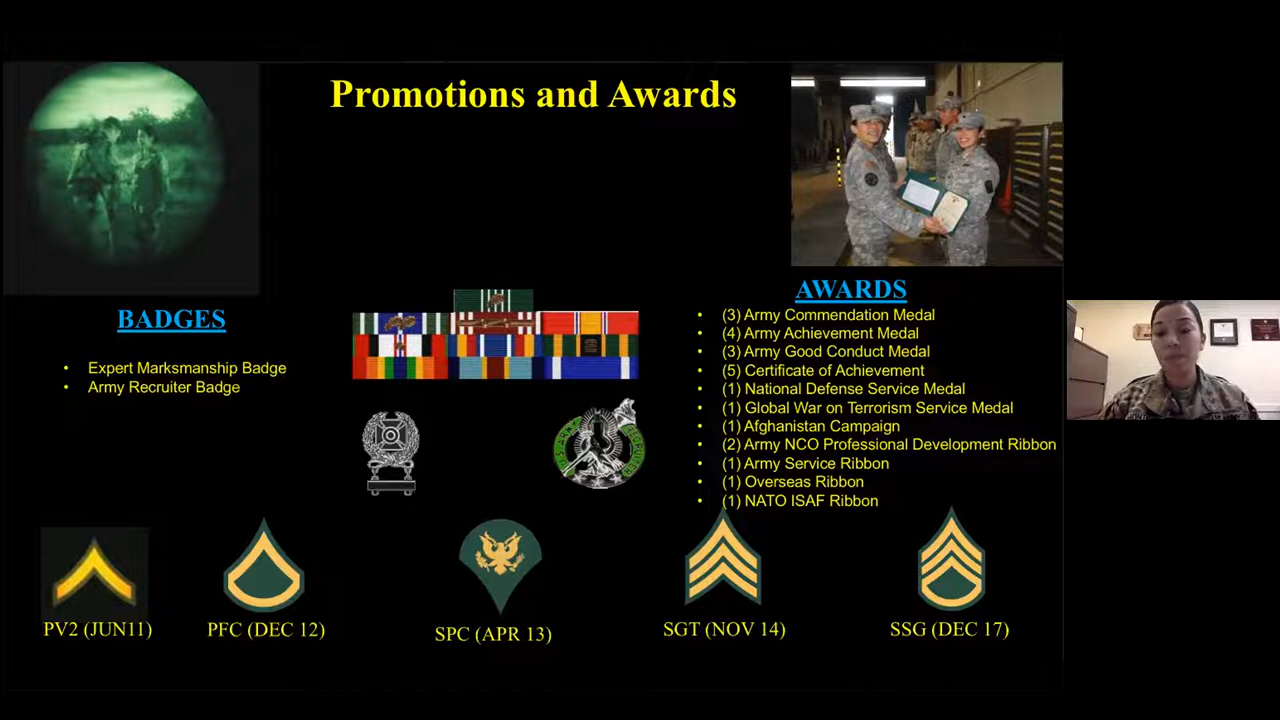 Promotions and Awards
BADGES
• Expert Marksmanship Badge
• Army Recruiter Badge
AWARDS
• (3) Army Commendation Medal
• (4) Army Achievement Medal
• (3) Army Good Conduct Medal
• (5) Certificate of Achievement
• (1) National Defense Service Medal
• (1) Global War on Terrorism Service Medal
• (1) Afghanistan Campaign
• (2) Army NCO Professional Development Ribbon
• (1) Army Service Ribbon
• (1) Overseas Ribbon
• (1) NATO ISAF Ribbon
U.S. ARMY
RECRUITER
PV2 (JUN11)
PFC (DEC 12)
SPC (APR 13)
SGT (NOV 14)
SSG (DEC 17)